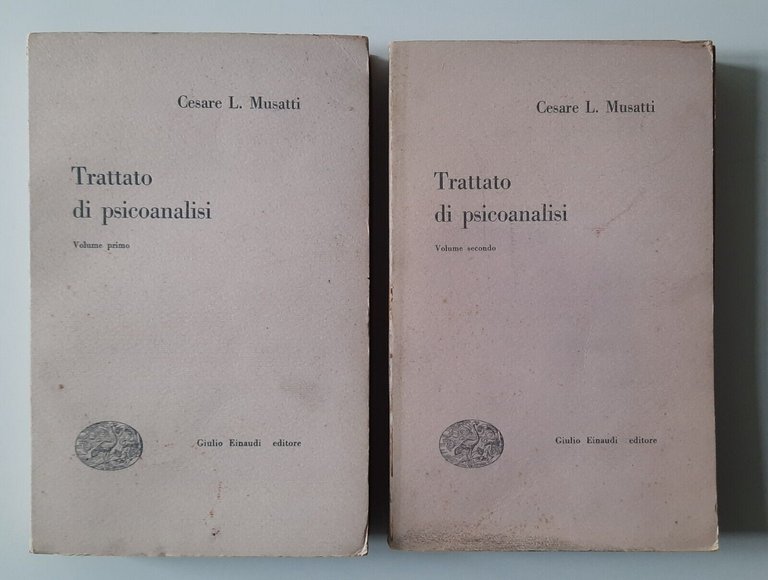 Cesare L. Musatti
Trattato
di psicoanalisi
Volume primo
Giulio Einaudi editore
Cesare L. Musatti
Trattato
di psicoanalisi
Volume secondo
Giulio Einaudi editore